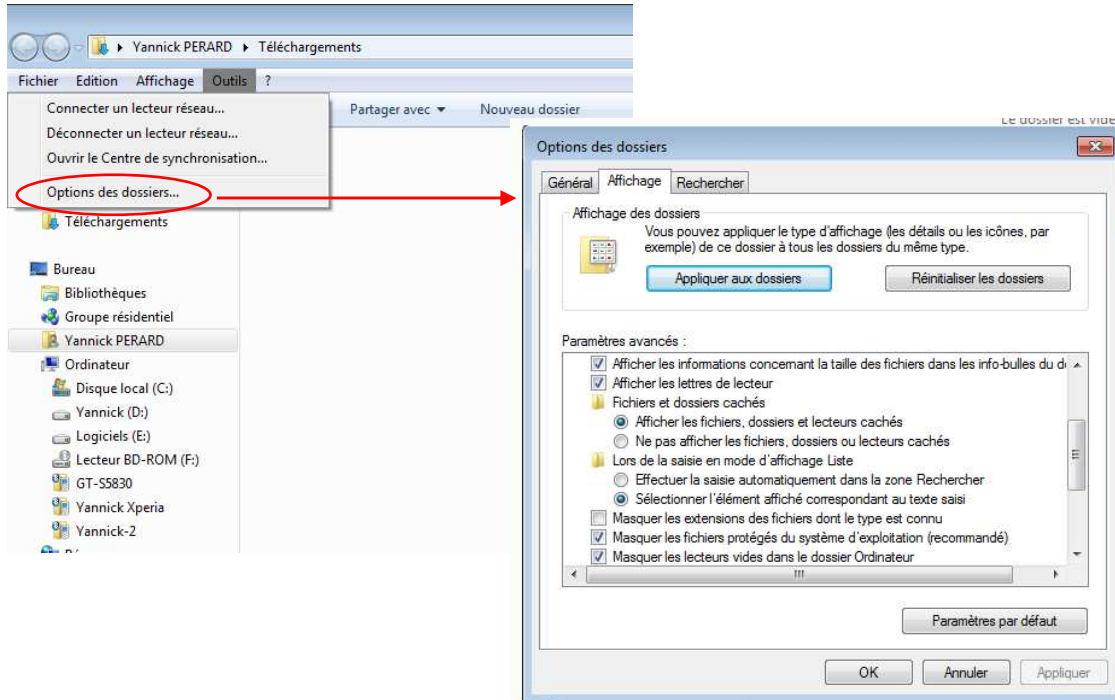 Yannick PERARD ▸ Téléchargements
Fichier Edition Affichage Outils ?
Connecter un lecteur réseau...
Déconnecter un lecteur réseau...
Ouvrir le Centre de synchronisation...
Options des dossiers...
Partager avec Nouveau dossier
Téléchargements
Bureau
Bibliothèques
Groupe résidentiel
Yannick PERARD
Ordinateur
Disque local (C:)
Yannick (D:)
Logiciels (E:)
Lecteur BD-ROM (F:)
GT-S5830
Yannick Xperia
Yannick-2
Le dossier est vide
Options des dossiers
Général Affichage Rechercher
Affichage des dossiers
Vous pouvez appliquer le type d'affichage (les détails ou les icônes, par
exemple) de ce dossier à tous les dossiers du même type.
Appliquer aux dossiers Réinitialiser les dossiers
Paramètres avancés :
Afficher les informations concernant la taille des fichiers dans les info-bulles du
Afficher les lettres de lecteur
Fichiers et dossiers cachés
Afficher les fichiers, dossiers et lecteurs cachés
Ne pas afficher les fichiers, dossiers ou lecteurs cachés
Lors de la saisie en mode d'affichage Liste
Effectuer la saisie automatiquement dans la zone Rechercher
Sélectionner l'élément affiché correspondant au texte saisi
Masquer les extensions des fichiers dont le type est connu
Masquer les fichiers protégés du système d'exploitation (recommandé)
Masquer les lecteurs vides dans le dossier Ordinateur
Paramètres par défaut
OK Annuler Appliquer